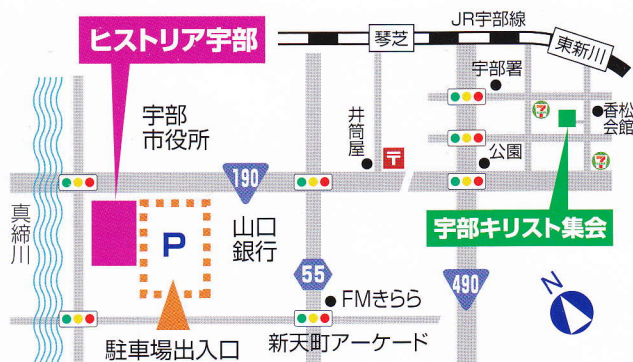 JR宇部線
ヒストリア宇部
琴芝
東新川
宇部署
宇部
市役所
井筒屋
〒
公園
香松
会館
7
7
190
真締川
P
山口
銀行
宇部キリスト集会
55
490
N
FMきらら
駐車場出入口
新天町アーケード